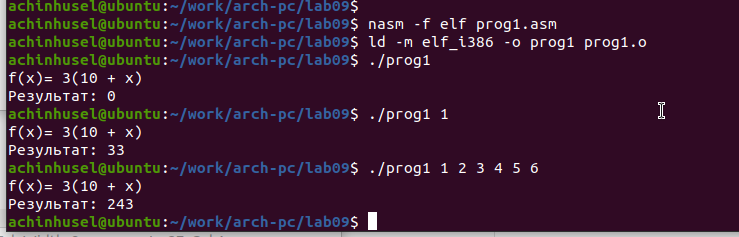 achinhusel@ubuntu:~/work/arch-pc/lab09$
achinhusel@ubuntu:~/work/arch-pc/lab09$ nasm -f elf prog1.asm
achinhusel@ubuntu:~/work/arch-pc/lab09$ ld -m elf_i386 -o prog1 prog1.o
achinhusel@ubuntu:~/work/arch-pc/lab09$ ./prog1
f(x)= 3(10 + x)
Результат: 0
achinhusel@ubuntu:~/work/arch-pc/lab09$ ./prog1 1
f(x)= 3(10 + x)
Результат: 33
achinhusel@ubuntu:~/work/arch-pc/lab09$ ./prog1 1 2 3 4 5 6
f(x)= 3(10 + x)
Результат: 243
achinhusel@ubuntu:~/work/arch-pc/lab09$